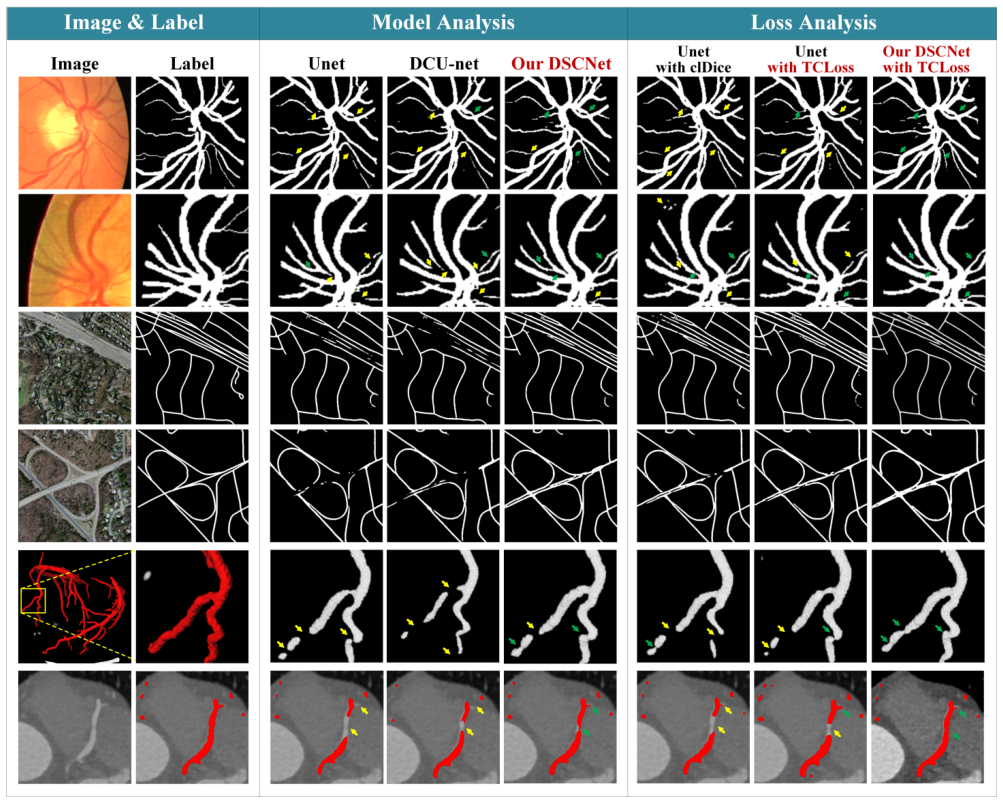 Image & Label
Model Analysis
Loss Analysis
Image
Label
Unet
DCU-net
Our DSCNet
Unet
with clDice
Unet
with TCLoss
Our DSCNet
with TCLoss